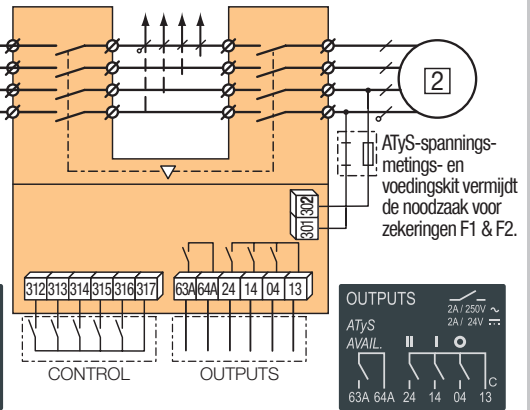 2
ATyS-spannings-
metings- en
voedingskit vermijdt
de noodzaak voor
zekeringen F1 & F2.
301 302
312 313 314 315 316 317
63A 64A 24 14 04 13
CONTROL
OUTPUTS
OUTPUTS
2A / 250V ~
2A / 24V ⎓
ATyS
AVAIL.
II I O
C
63A 64A 24 14 04 13